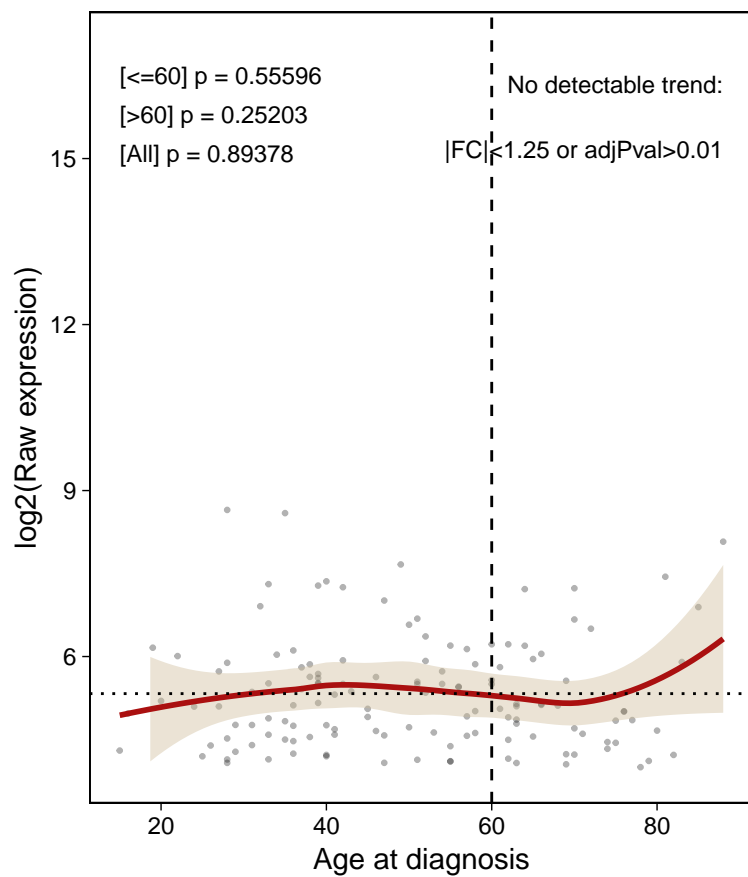 [<=60] p = 0.55596
[>60] p = 0.25203
[All] p = 0.89378
No detectable trend:
|FC|<1.25 or adjPval>0.01
log2(Raw expression)
15
12
9
6
20
40
60
80
Age at diagnosis